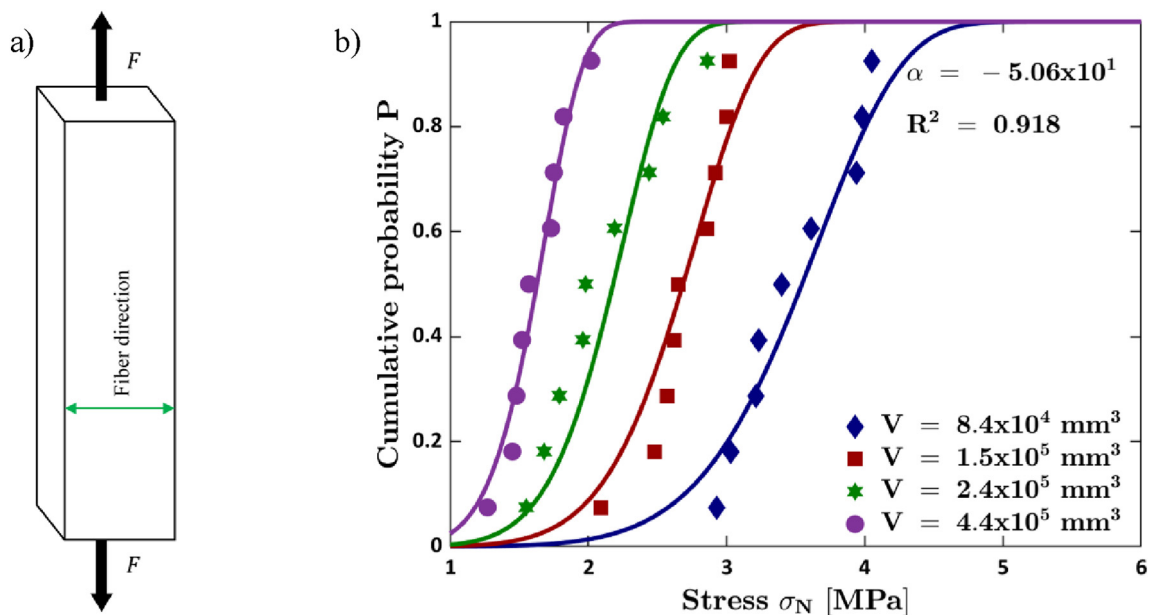 a)
F
Fiber direction
F
b)
Cumulative probability P
1
0.8
0.6
0.4
0.2
0
α = − 5.06x10¹
R² = 0.918
V = 8.4x10⁴ mm³
V = 1.5x10⁵ mm³
V = 2.4x10⁵ mm³
V = 4.4x10⁵ mm³
1 2 3 4 5 6
Stress σN [MPa]